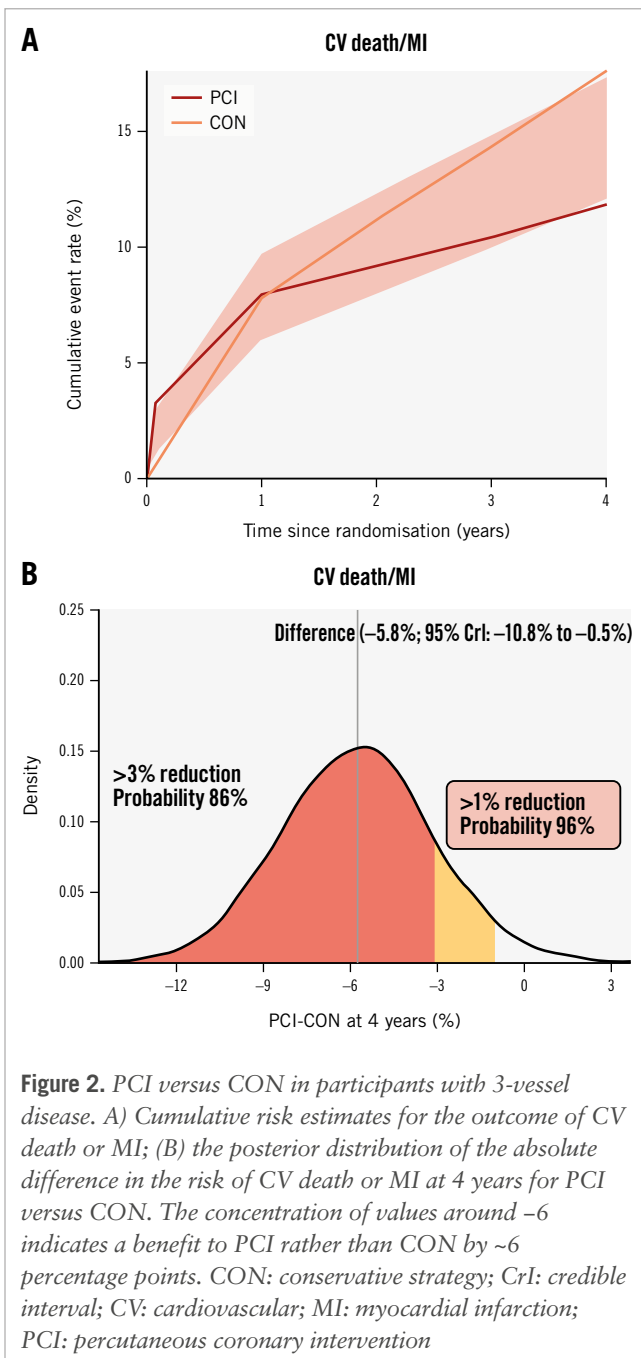 A
CV death/MI
PCI
CON
Cumulative event rate (%)
15
10
5
0
0 1 2 3 4
Time since randomisation (years)
B
CV death/MI
Difference (–5.8%; 95% CrI: –10.8% to –0.5%)
>3% reduction
Probability 86%
>1% reduction
Probability 96%
Density
0.25
0.20
0.15
0.10
0.05
0.00
–12 –9 –6 –3 0 3
PCI-CON at 4 years (%)
Figure 2. PCI versus CON in participants with 3-vessel
disease. A) Cumulative risk estimates for the outcome of CV
death or MI; (B) the posterior distribution of the absolute
difference in the risk of CV death or MI at 4 years for PCI
versus CON. The concentration of values around –6
indicates a benefit to PCI rather than CON by ~6
percentage points. CON: conservative strategy; CrI: credible
interval; CV: cardiovascular; MI: myocardial infarction;
PCI: percutaneous coronary intervention